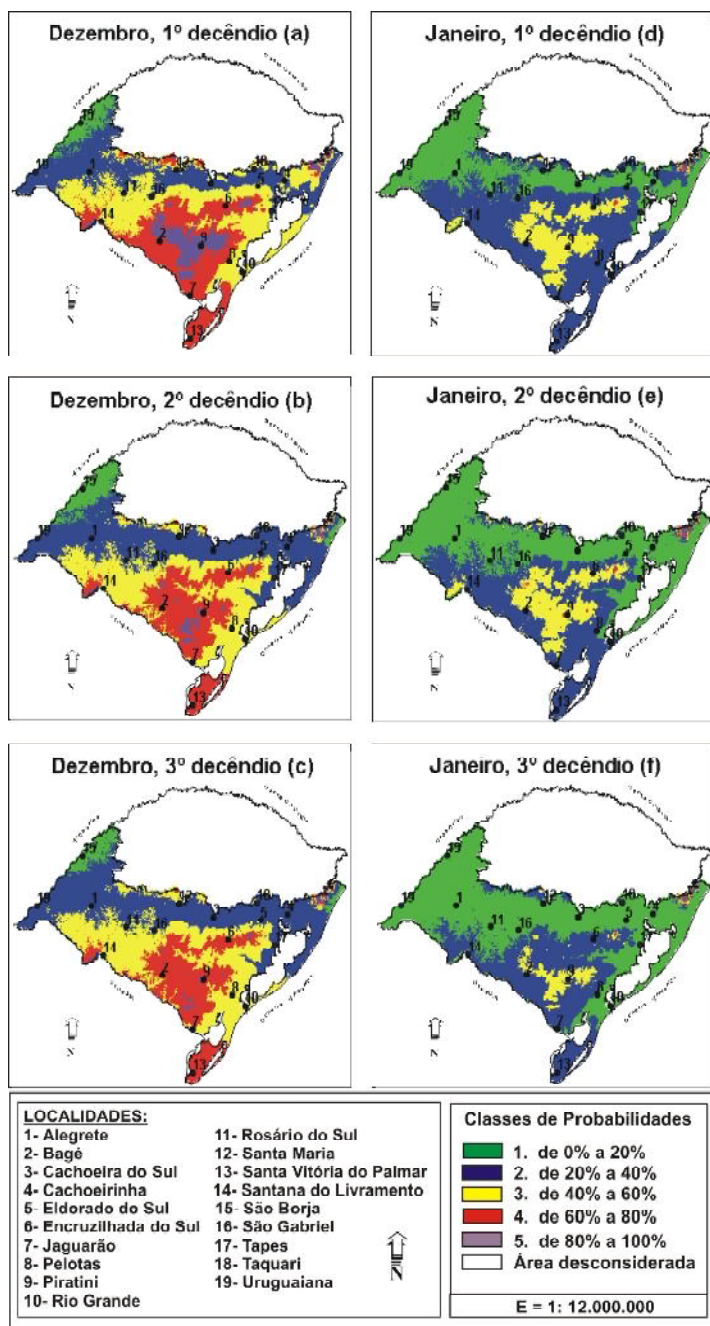 Dezembro, 1º decêndio (a)
Janeiro, 1º decêndio (d)
Dezembro, 2º decêndio (b)
Janeiro, 2º decêndio (e)
Dezembro, 3º decêndio (c)
Janeiro, 3º decêndio (f)
N
N
N
N
N
N
LOCALIDADES:
1- Alegrete
2- Bagé
3- Cachoeira do Sul
4- Cachoeirinha
5- Eldorado do Sul
6- Encruzilhada do Sul
7- Jaguarão
8- Pelotas
9- Piratini
10- Rio Grande
11- Rosário do Sul
12- Santa Maria
13- Santa Vitória do Palmar
14- Santana do Livramento
15- São Borja
16- São Gabriel
17- Tapes
18- Taquari
19- Uruguaiana
N
Classes de Probabilidades
1. de 0% a 20%
2. de 20% a 40%
3. de 40% a 60%
4. de 60% a 80%
5. de 80% a 100%
Área desconsiderada
E = 1: 12.000.000